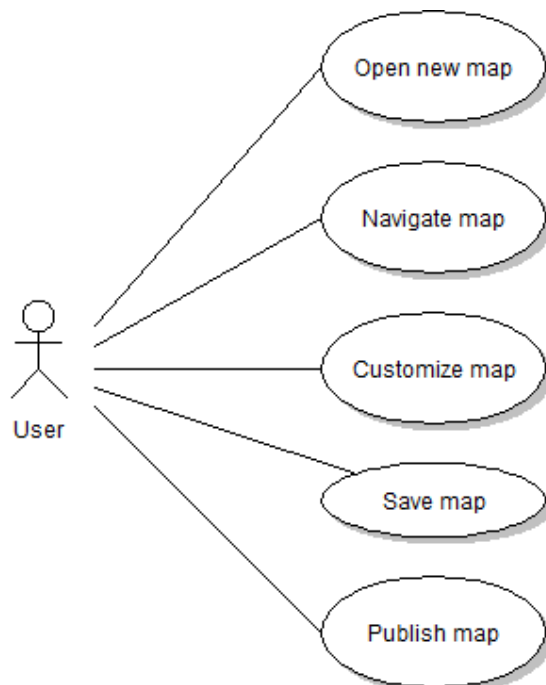 Open new map
Navigate map
Customize map
User
Save map
Publish map